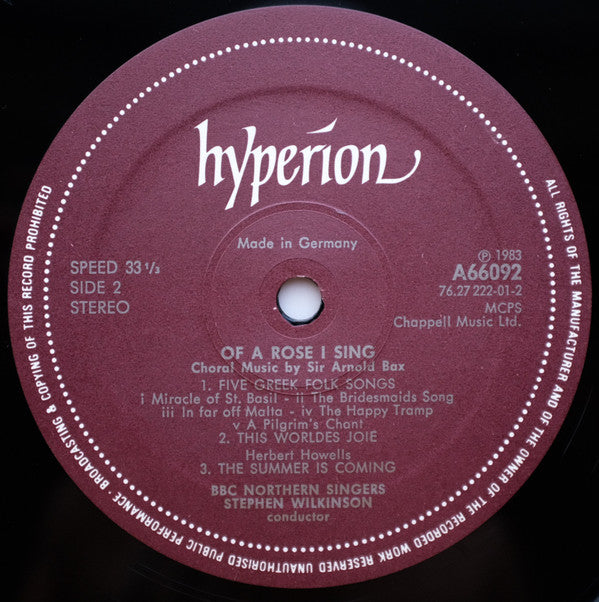 hyperion
Made in Germany
SPEED 33 1/3
SIDE 2
STEREO
℗ 1983
A66092
76.27 222-01-2
MCPS
Chappell Music Ltd.
OF A ROSE I SING
Choral Music by Sir Arnold Bax
1. FIVE GREEK FOLK SONGS
i Miracle of St. Basil - ii The Bridesmaids Song
iii In far off Malta - iv The Happy Tramp
v A Pilgrim's Chant
2. THIS WORLDES JOIE
Herbert Howells
3. THE SUMMER IS COMING
BBC NORTHERN SINGERS
STEPHEN WILKINSON
conductor
ALL RIGHTS OF THE MANUFACTURER AND OF THE OWNER OF THE RECORDED WORK RESERVED UNAUTHORISED PUBLIC PERFORMANCE · BROADCASTING & COPYING OF THIS RECORD PROHIBITED